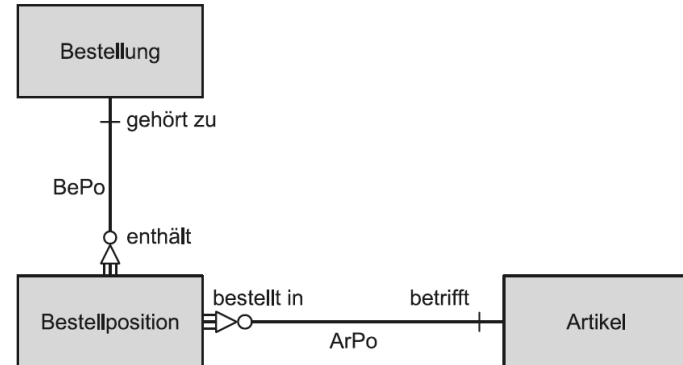 Bestellung
gehört zu
BePo
enthält
bestellt in
betrifft
Bestellposition
Artikel
ArPo